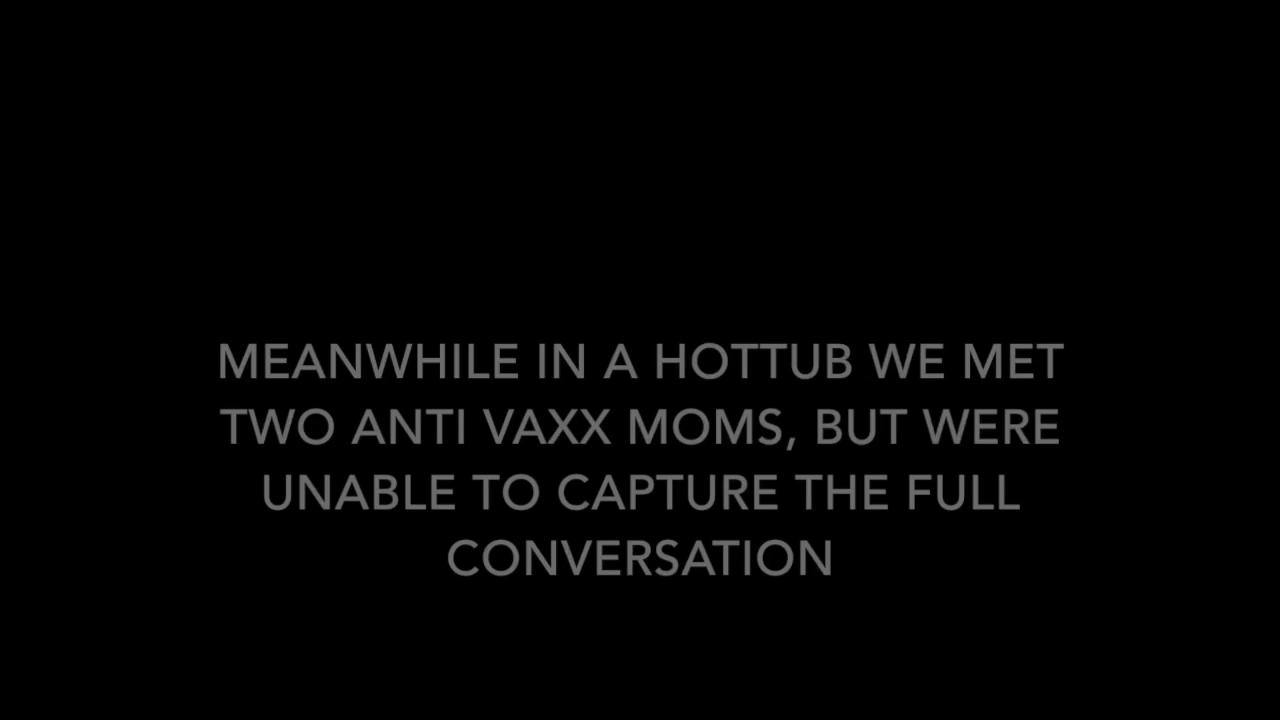 MEANWHILE IN A HOTTUB WE MET
TWO ANTI VAXX MOMS, BUT WERE
UNABLE TO CAPTURE THE FULL
CONVERSATION